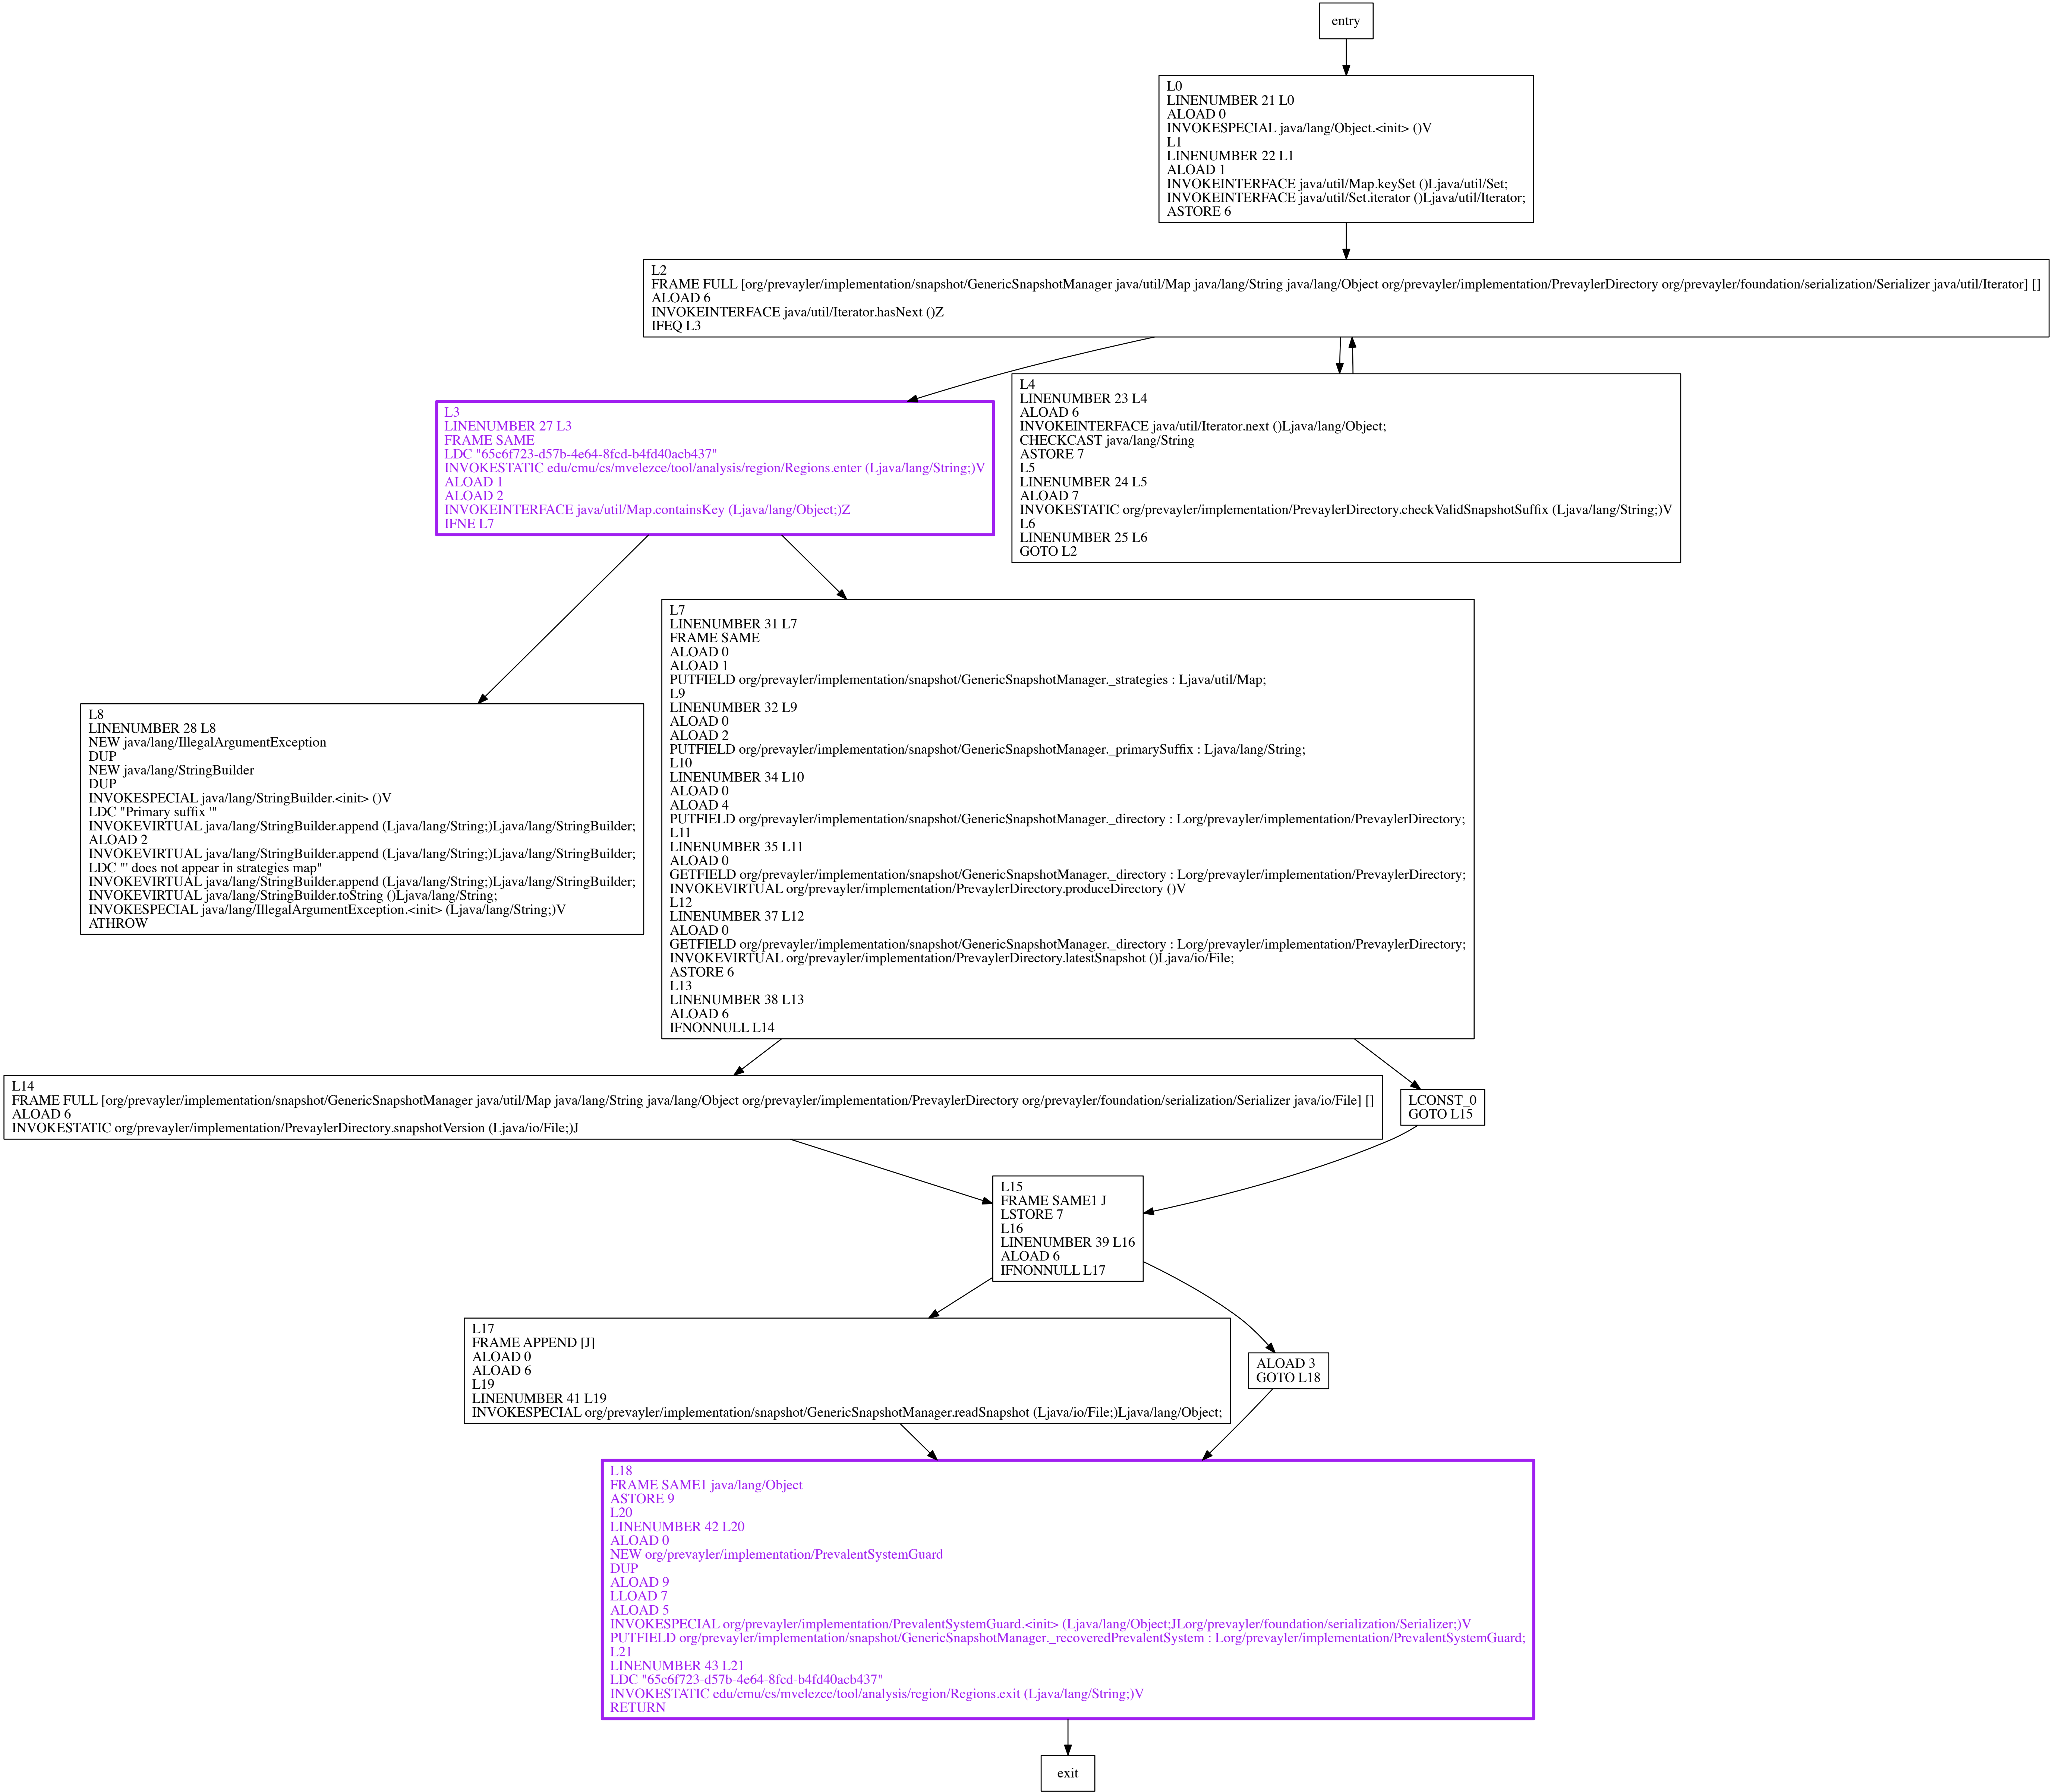 entry
L0
LINENUMBER 21 L0
ALOAD 0
INVOKESPECIAL java/lang/Object.<init> ()V
L1
LINENUMBER 22 L1
ALOAD 1
INVOKEINTERFACE java/util/Map.keySet ()Ljava/util/Set;
INVOKEINTERFACE java/util/Set.iterator ()Ljava/util/Iterator;
ASTORE 6
L2
FRAME FULL [org/prevayler/implementation/snapshot/GenericSnapshotManager java/util/Map java/lang/String java/lang/Object org/prevayler/implementation/PrevaylerDirectory org/prevayler/foundation/serialization/Serializer java/util/Iterator] []
ALOAD 6
INVOKEINTERFACE java/util/Iterator.hasNext ()Z
IFEQ L3
L3
LINENUMBER 27 L3
FRAME SAME
LDC "65c6f723-d57b-4e64-8fcd-b4fd40acb437"
INVOKESTATIC edu/cmu/cs/mvelezce/tool/analysis/region/Regions.enter (Ljava/lang/String;)V
ALOAD 1
ALOAD 2
INVOKEINTERFACE java/util/Map.containsKey (Ljava/lang/Object;)Z
IFNE L7
L4
LINENUMBER 23 L4
ALOAD 6
INVOKEINTERFACE java/util/Iterator.next ()Ljava/lang/Object;
CHECKCAST java/lang/String
ASTORE 7
L5
LINENUMBER 24 L5
ALOAD 7
INVOKESTATIC org/prevayler/implementation/PrevaylerDirectory.checkValidSnapshotSuffix (Ljava/lang/String;)V
L6
LINENUMBER 25 L6
GOTO L2
L8
LINENUMBER 28 L8
NEW java/lang/IllegalArgumentException
DUP
NEW java/lang/StringBuilder
DUP
INVOKESPECIAL java/lang/StringBuilder.<init> ()V
LDC "Primary suffix '"
INVOKEVIRTUAL java/lang/StringBuilder.append (Ljava/lang/String;)Ljava/lang/StringBuilder;
ALOAD 2
INVOKEVIRTUAL java/lang/StringBuilder.append (Ljava/lang/String;)Ljava/lang/StringBuilder;
LDC "' does not appear in strategies map"
INVOKEVIRTUAL java/lang/StringBuilder.append (Ljava/lang/String;)Ljava/lang/StringBuilder;
INVOKEVIRTUAL java/lang/StringBuilder.toString ()Ljava/lang/String;
INVOKESPECIAL java/lang/IllegalArgumentException.<init> (Ljava/lang/String;)V
ATHROW
L7
LINENUMBER 31 L7
FRAME SAME
ALOAD 0
ALOAD 1
PUTFIELD org/prevayler/implementation/snapshot/GenericSnapshotManager._strategies : Ljava/util/Map;
L9
LINENUMBER 32 L9
ALOAD 0
ALOAD 2
PUTFIELD org/prevayler/implementation/snapshot/GenericSnapshotManager._primarySuffix : Ljava/lang/String;
L10
LINENUMBER 34 L10
ALOAD 0
ALOAD 4
PUTFIELD org/prevayler/implementation/snapshot/GenericSnapshotManager._directory : Lorg/prevayler/implementation/PrevaylerDirectory;
L11
LINENUMBER 35 L11
ALOAD 0
GETFIELD org/prevayler/implementation/snapshot/GenericSnapshotManager._directory : Lorg/prevayler/implementation/PrevaylerDirectory;
INVOKEVIRTUAL org/prevayler/implementation/PrevaylerDirectory.produceDirectory ()V
L12
LINENUMBER 37 L12
ALOAD 0
GETFIELD org/prevayler/implementation/snapshot/GenericSnapshotManager._directory : Lorg/prevayler/implementation/PrevaylerDirectory;
INVOKEVIRTUAL org/prevayler/implementation/PrevaylerDirectory.latestSnapshot ()Ljava/io/File;
ASTORE 6
L13
LINENUMBER 38 L13
ALOAD 6
IFNONNULL L14
L14
FRAME FULL [org/prevayler/implementation/snapshot/GenericSnapshotManager java/util/Map java/lang/String java/lang/Object org/prevayler/implementation/PrevaylerDirectory org/prevayler/foundation/serialization/Serializer java/io/File] []
ALOAD 6
INVOKESTATIC org/prevayler/implementation/PrevaylerDirectory.snapshotVersion (Ljava/io/File;)J
LCONST_0
GOTO L15
L15
FRAME SAME1 J
LSTORE 7
L16
LINENUMBER 39 L16
ALOAD 6
IFNONNULL L17
L17
FRAME APPEND [J]
ALOAD 0
ALOAD 6
L19
LINENUMBER 41 L19
INVOKESPECIAL org/prevayler/implementation/snapshot/GenericSnapshotManager.readSnapshot (Ljava/io/File;)Ljava/lang/Object;
ALOAD 3
GOTO L18
L18
FRAME SAME1 java/lang/Object
ASTORE 9
L20
LINENUMBER 42 L20
ALOAD 0
NEW org/prevayler/implementation/PrevalentSystemGuard
DUP
ALOAD 9
LLOAD 7
ALOAD 5
INVOKESPECIAL org/prevayler/implementation/PrevalentSystemGuard.<init> (Ljava/lang/Object;JLorg/prevayler/foundation/serialization/Serializer;)V
PUTFIELD org/prevayler/implementation/snapshot/GenericSnapshotManager._recoveredPrevalentSystem : Lorg/prevayler/implementation/PrevalentSystemGuard;
L21
LINENUMBER 43 L21
LDC "65c6f723-d57b-4e64-8fcd-b4fd40acb437"
INVOKESTATIC edu/cmu/cs/mvelezce/tool/analysis/region/Regions.exit (Ljava/lang/String;)V
RETURN
exit